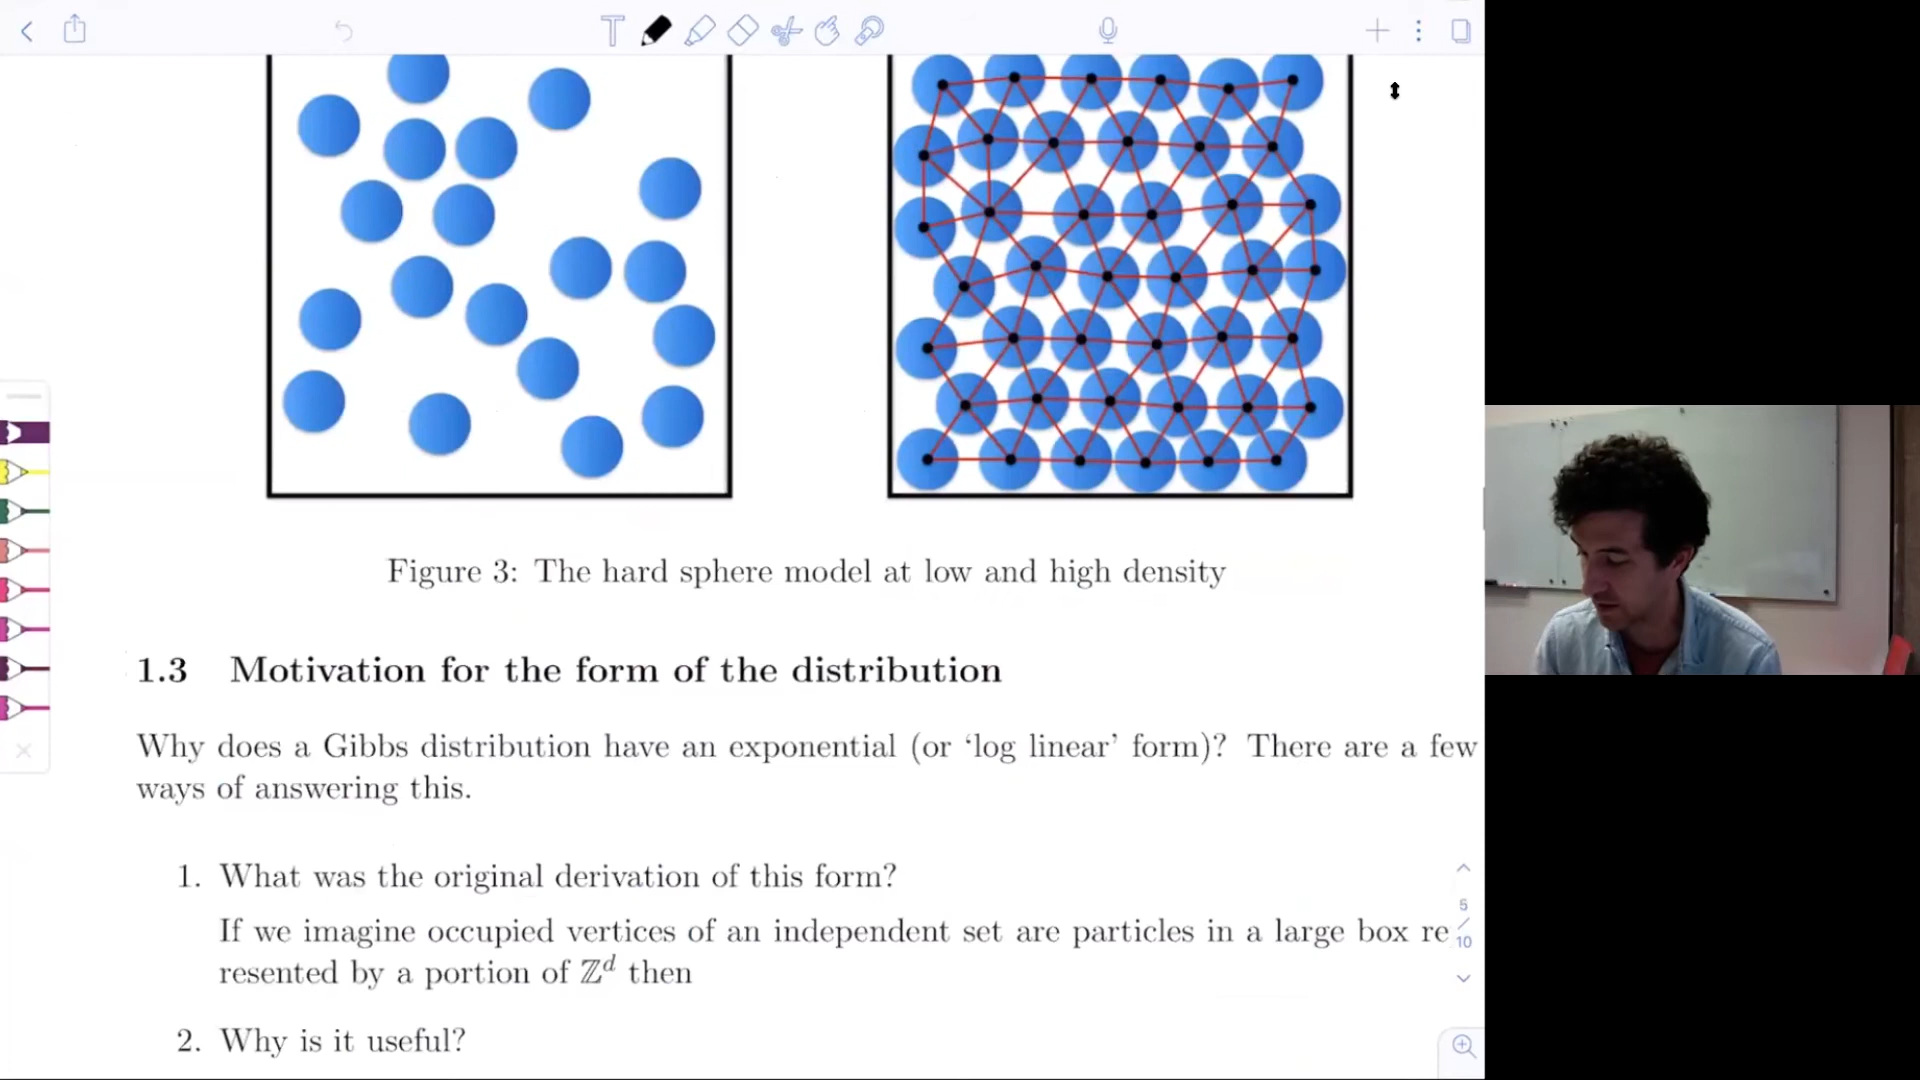 T
Figure 3: The hard sphere model at low and high density
1.3 Motivation for the form of the distribution
Why does a Gibbs distribution have an exponential (or ‘log linear’ form)? There are a few
ways of answering this.
1. What was the original derivation of this form?
If we imagine occupied vertices of an independent set are particles in a large box re
resented by a portion of ℤᵈ then
2. Why is it useful?
5
/
10